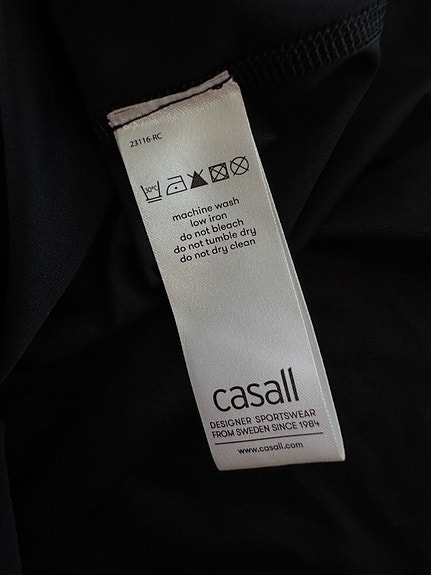 23116-RC
30°C
machine wash
low iron
do not bleach
do not tumble dry
do not dry clean
casall
DESIGNER SPORTSWEAR
FROM SWEDEN SINCE 1984
www.casall.com